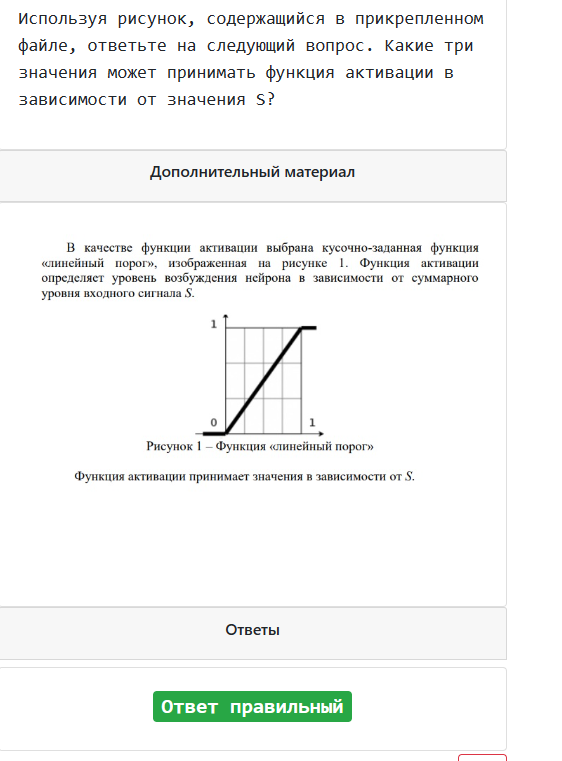 Используя рисунок, содержащийся в прикрепленном
файле, ответьте на следующий вопрос. Какие три
значения может принимать функция активации в
зависимости от значения S?
Дополнительный материал
В качестве функции активации выбрана кусочно-заданная функция
«линейный порог», изображенная на рисунке 1. Функция активации
определяет уровень возбуждения нейрона в зависимости от суммарного
уровня входного сигнала S.
1
0
1
Рисунок 1 – Функция «линейный порог»
Функция активации принимает значения в зависимости от S.
Ответы
Ответ правильный